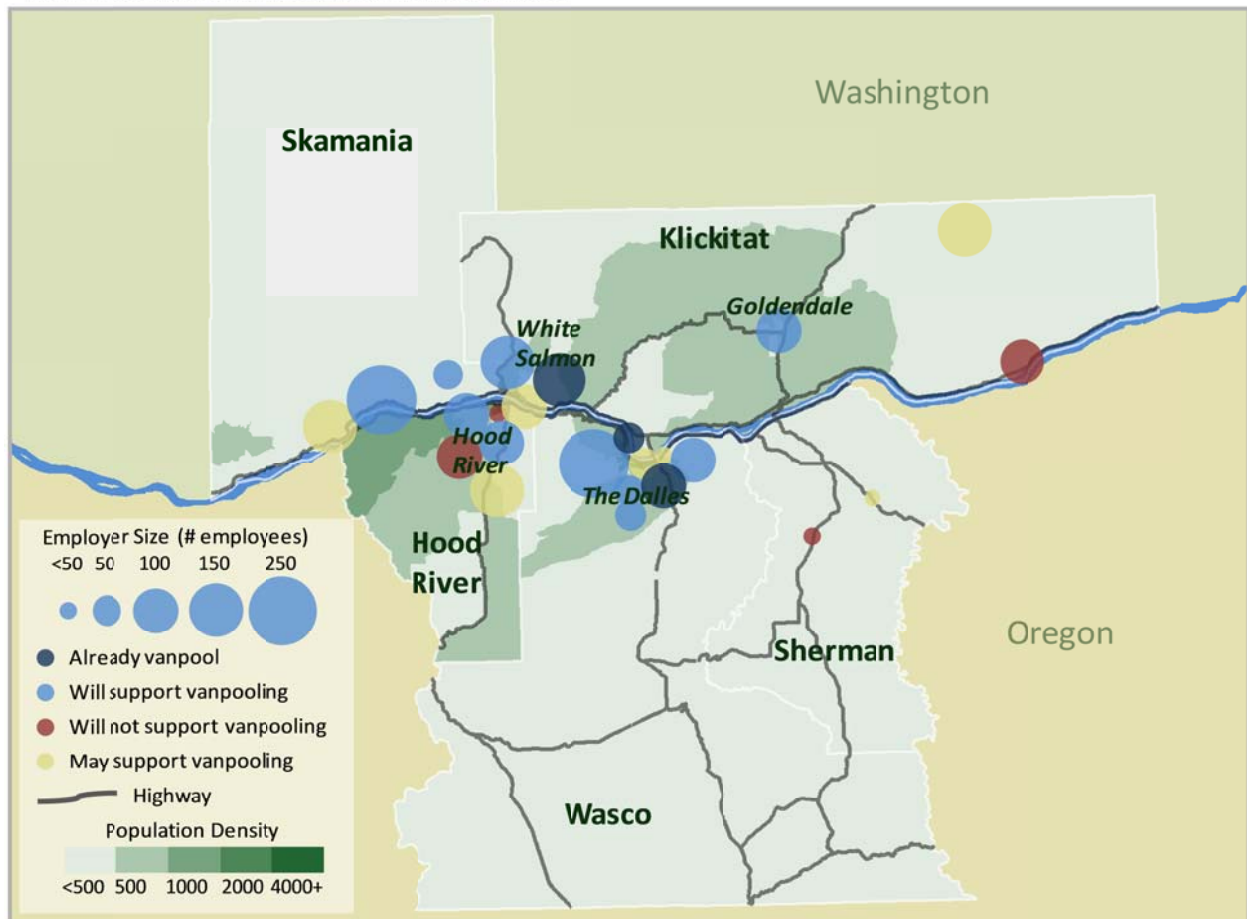 Washington
Skamania
Klickitat
Goldendale
White
Salmon
Hood
River
The Dalles
Hood
River
Oregon
Sherman
Wasco
Employer Size (# employees)
<50 50 100 150 250
Already vanpool
Will support vanpooling
Will not support vanpooling
May support vanpooling
Highway
Population Density
<500 500 1000 2000 4000+